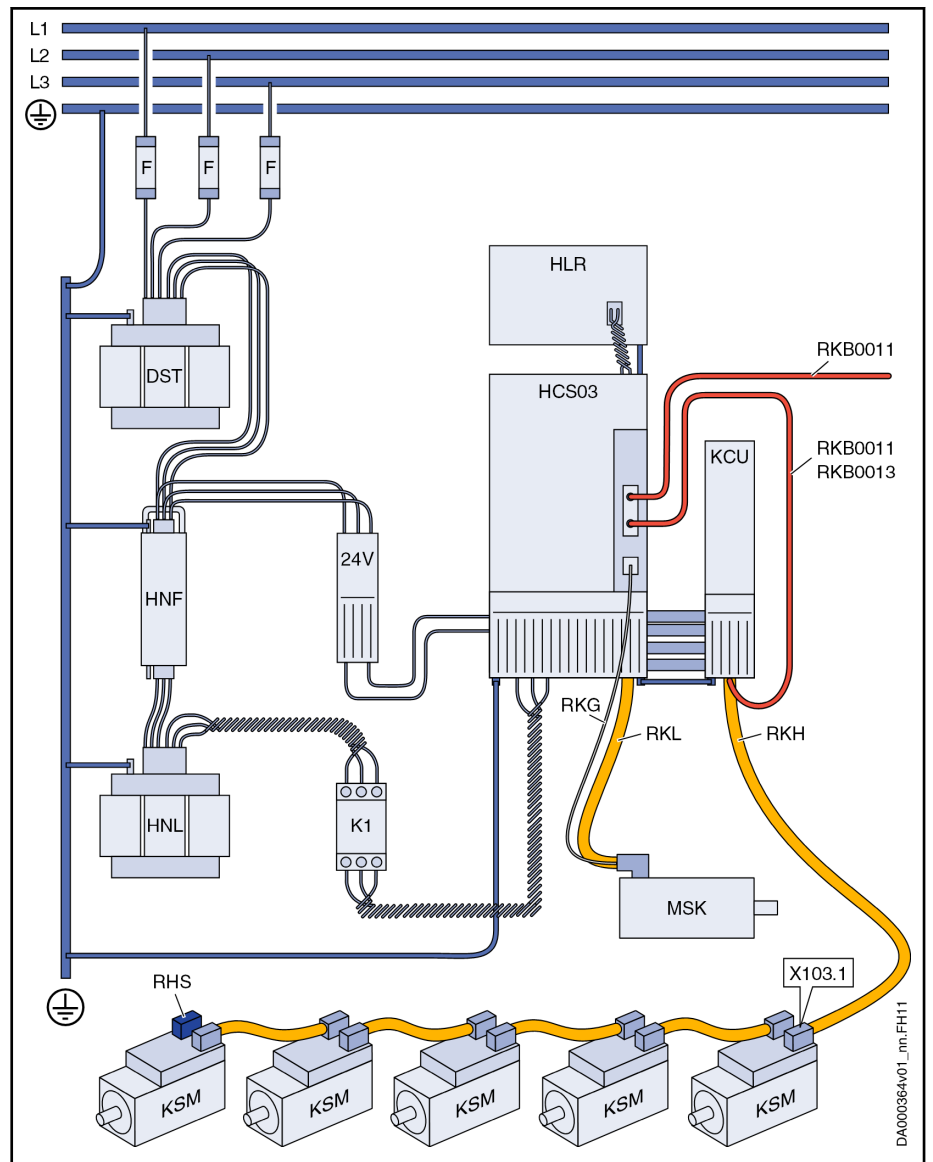 L1
L2
L3
F
F
F
HLR
RKB0011
DST
HCS03
KCU
RKB0011
RKB0013
24V
HNF
RKG
RKL
RKH
HNL
K1
MSK
RHS
X103.1
KSM
KSM
KSM
KSM
KSM
DA000364v01_nn.FH11